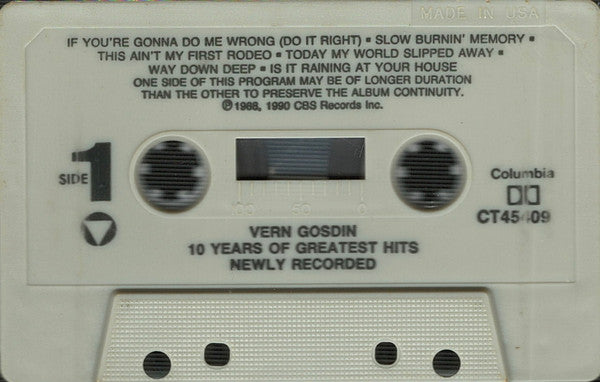 MADE IN USA
IF YOU'RE GONNA DO ME WRONG (DO IT RIGHT) • SLOW BURNIN' MEMORY •
THIS AIN'T MY FIRST RODEO • TODAY MY WORLD SLIPPED AWAY •
WAY DOWN DEEP • IS IT RAINING AT YOUR HOUSE
ONE SIDE OF THIS PROGRAM MAY BE OF LONGER DURATION
THAN THE OTHER TO PRESERVE THE ALBUM CONTINUITY.
℗ 1988, 1990 CBS Records Inc.
SIDE 1
100 50 0
Columbia
VERN GOSDIN
10 YEARS OF GREATEST HITS
NEWLY RECORDED